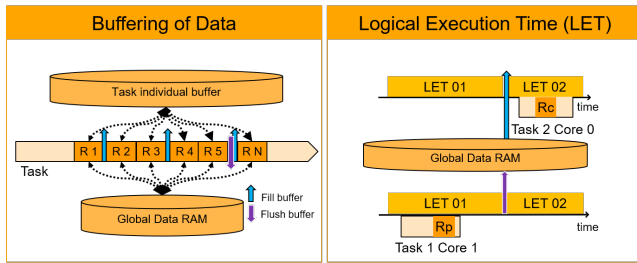 Buffering of Data
Task individual buffer
R 1 R 2 R 3 R 4 R 5 R N
Task
Global Data RAM
Fill buffer
Flush buffer
Logical Execution Time (LET)
LET 01 LET 02
Rc
time
Task 2 Core 0
Global Data RAM
LET 01 LET 02
time
Rp
Task 1 Core 1